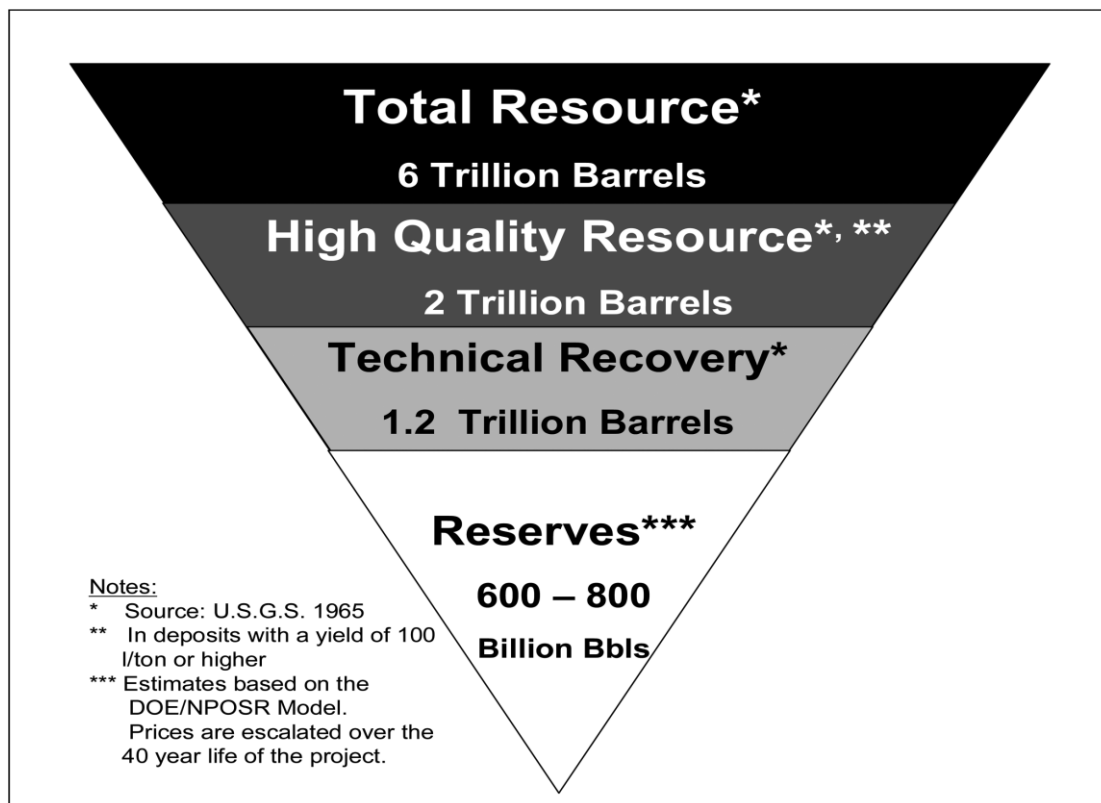 Total Resource*
6 Trillion Barrels
High Quality Resource*, **
2 Trillion Barrels
Technical Recovery*
1.2 Trillion Barrels
Reserves***
600 – 800
Billion Bbls
Notes:
* Source: U.S.G.S. 1965
** In deposits with a yield of 100
l/ton or higher
*** Estimates based on the
DOE/NPOSR Model.
Prices are escalated over the
40 year life of the project.